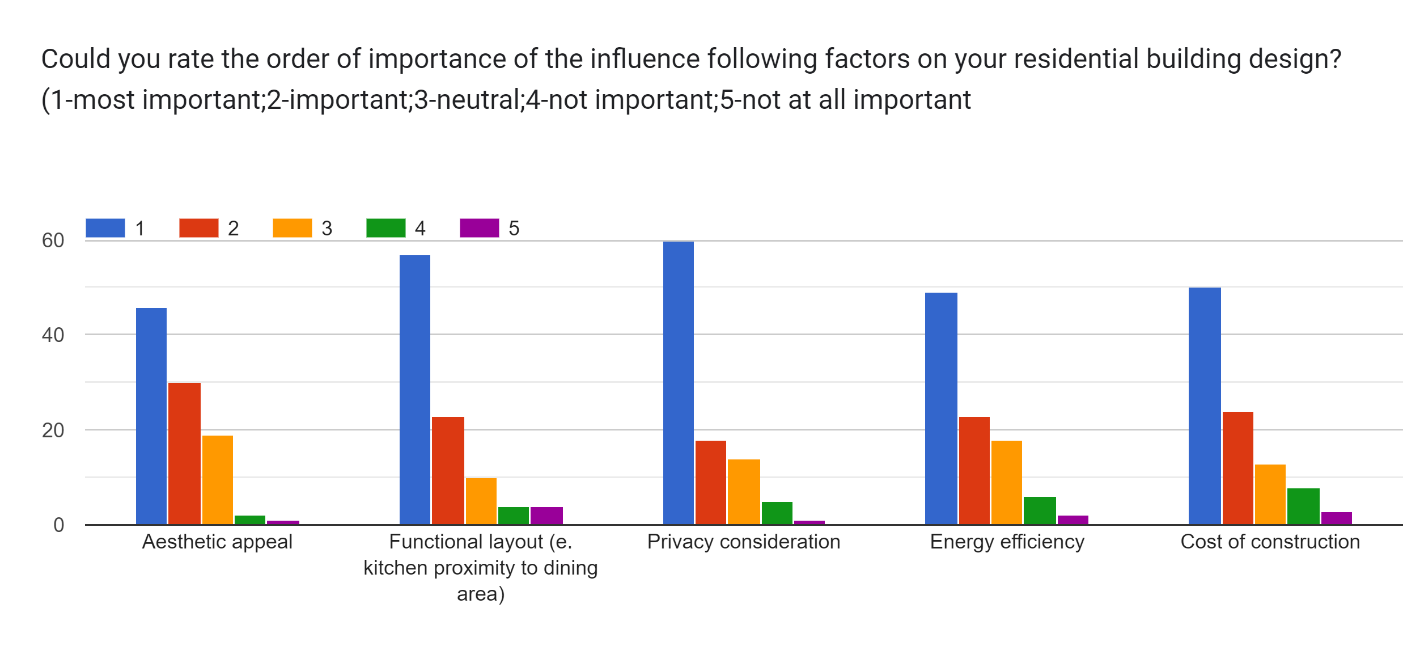 Could you rate the order of importance of the influence following factors on your residential building design?
(1-most important;2-important;3-neutral;4-not important;5-not at all important
1 2 3 4 5
60
40
20
0
Aesthetic appeal
Functional layout (e.
kitchen proximity to dining
area)
Privacy consideration
Energy efficiency
Cost of construction